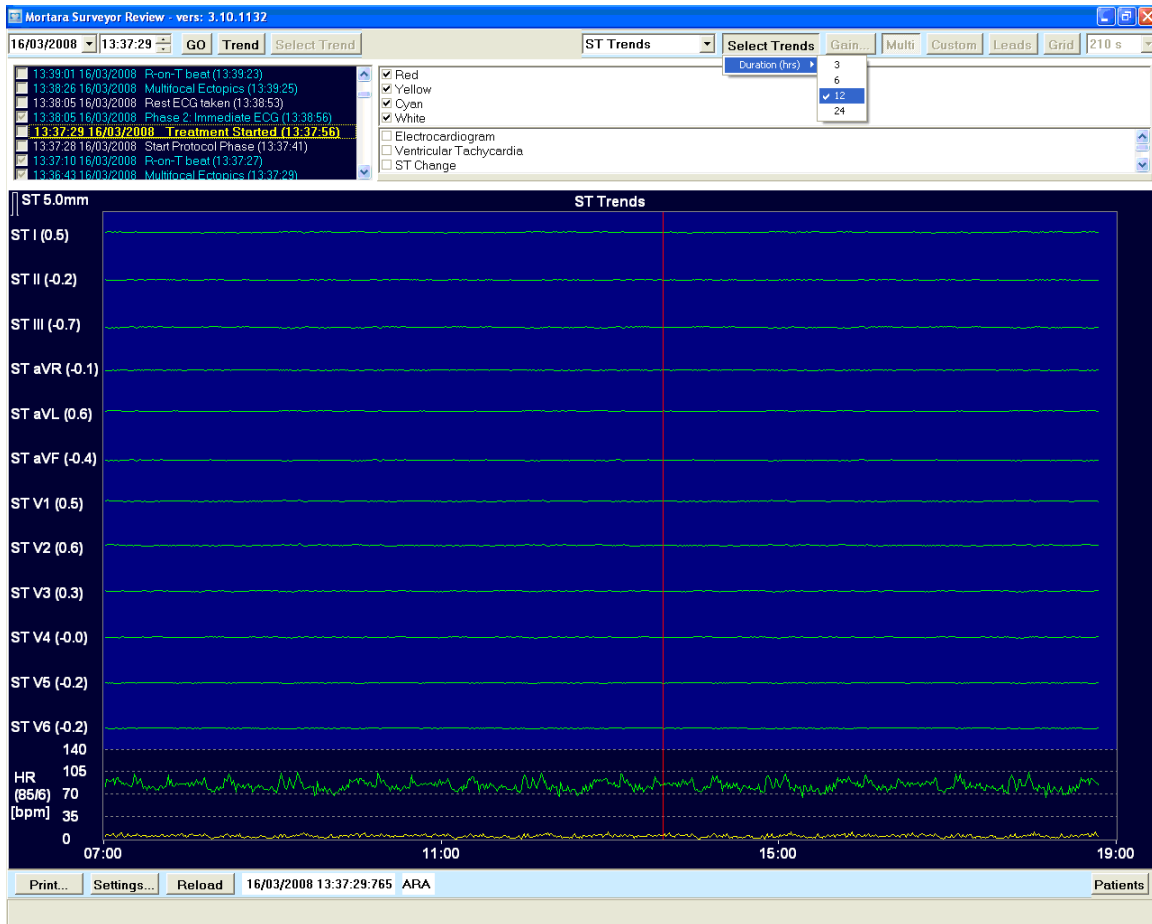 Mortara Surveyor Review - vers: 3.10.1132
16/03/2008 13:37:29 GO Trend Select Trend ST Trends Select Trends Gain... Multi Custom Leads Grid 210 s
Duration (hrs)
3
6
12
24
13:39:01 16/03/2008 R-on-T beat (13:39:23)
13:38:26 16/03/2008 Multifocal Ectopics (13:39:25)
13:38:05 16/03/2008 Rest ECG taken (13:38:53)
13:38:05 16/03/2008 Phase 2: Immediate ECG (13:38:56)
13:37:29 16/03/2008 Treatment Started (13:37:56)
13:37:28 16/03/2008 Start Protocol Phase (13:37:41)
13:37:10 16/03/2008 R-on-T beat (13:37:27)
13:36:43 16/03/2008 Multifocal Ectopics (13:37:29)
Red
Yellow
Cyan
White
Electrocardiogram
Ventricular Tachycardia
ST Change
ST 5.0mm
ST Trends
ST I (0.5)
ST II (-0.2)
ST III (-0.7)
ST aVR (-0.1)
ST aVL (0.6)
ST aVF (-0.4)
ST V1 (0.5)
ST V2 (0.6)
ST V3 (0.3)
ST V4 (-0.0)
ST V5 (-0.2)
ST V6 (-0.2)
140
105
HR
(85/6) 70
[bpm] 35
0
07:00 11:00 15:00 19:00
Print... Settings... Reload 16/03/2008 13:37:29:765 ARA Patients